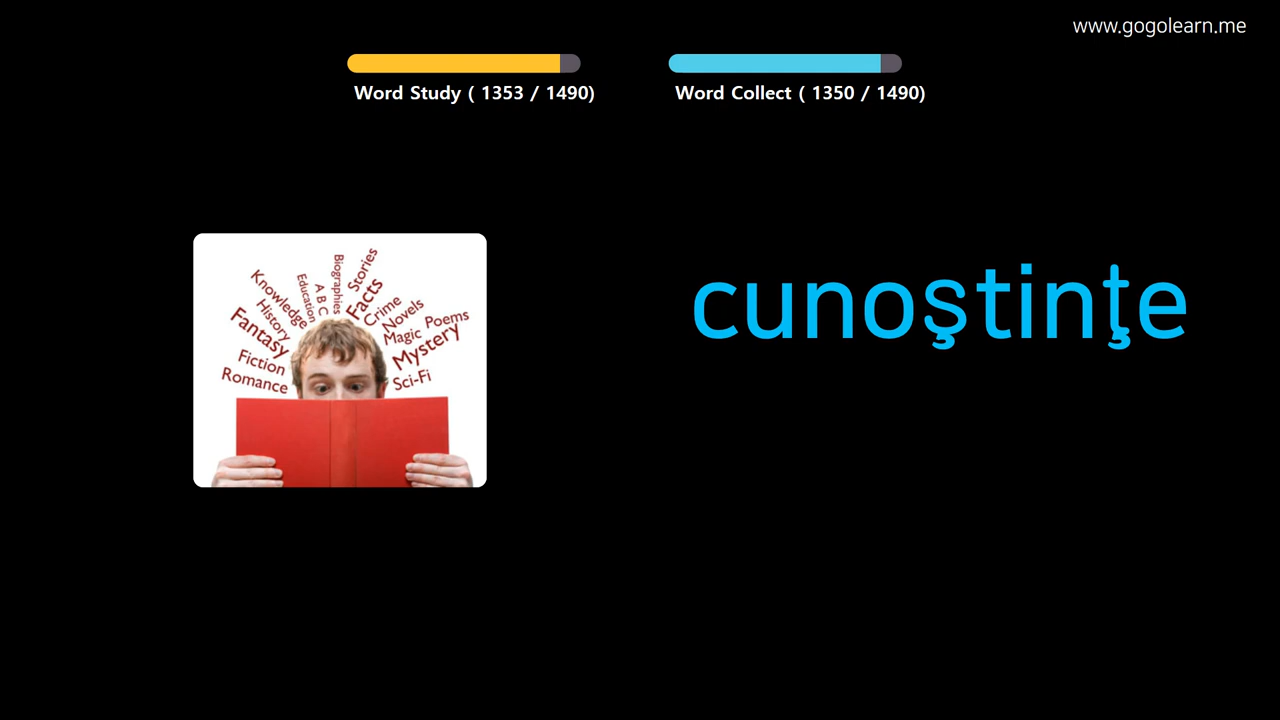 www.gogolearn.me
Word Study ( 1353 / 1490)
Word Collect ( 1350 / 1490)
cunoştinţe
Knowledge
History
Fantasy
Fiction
Romance
Education
A B C
Biographies
Stories
Facts
Crime
Novels
Magic
Poems
Mystery
Sci-Fi